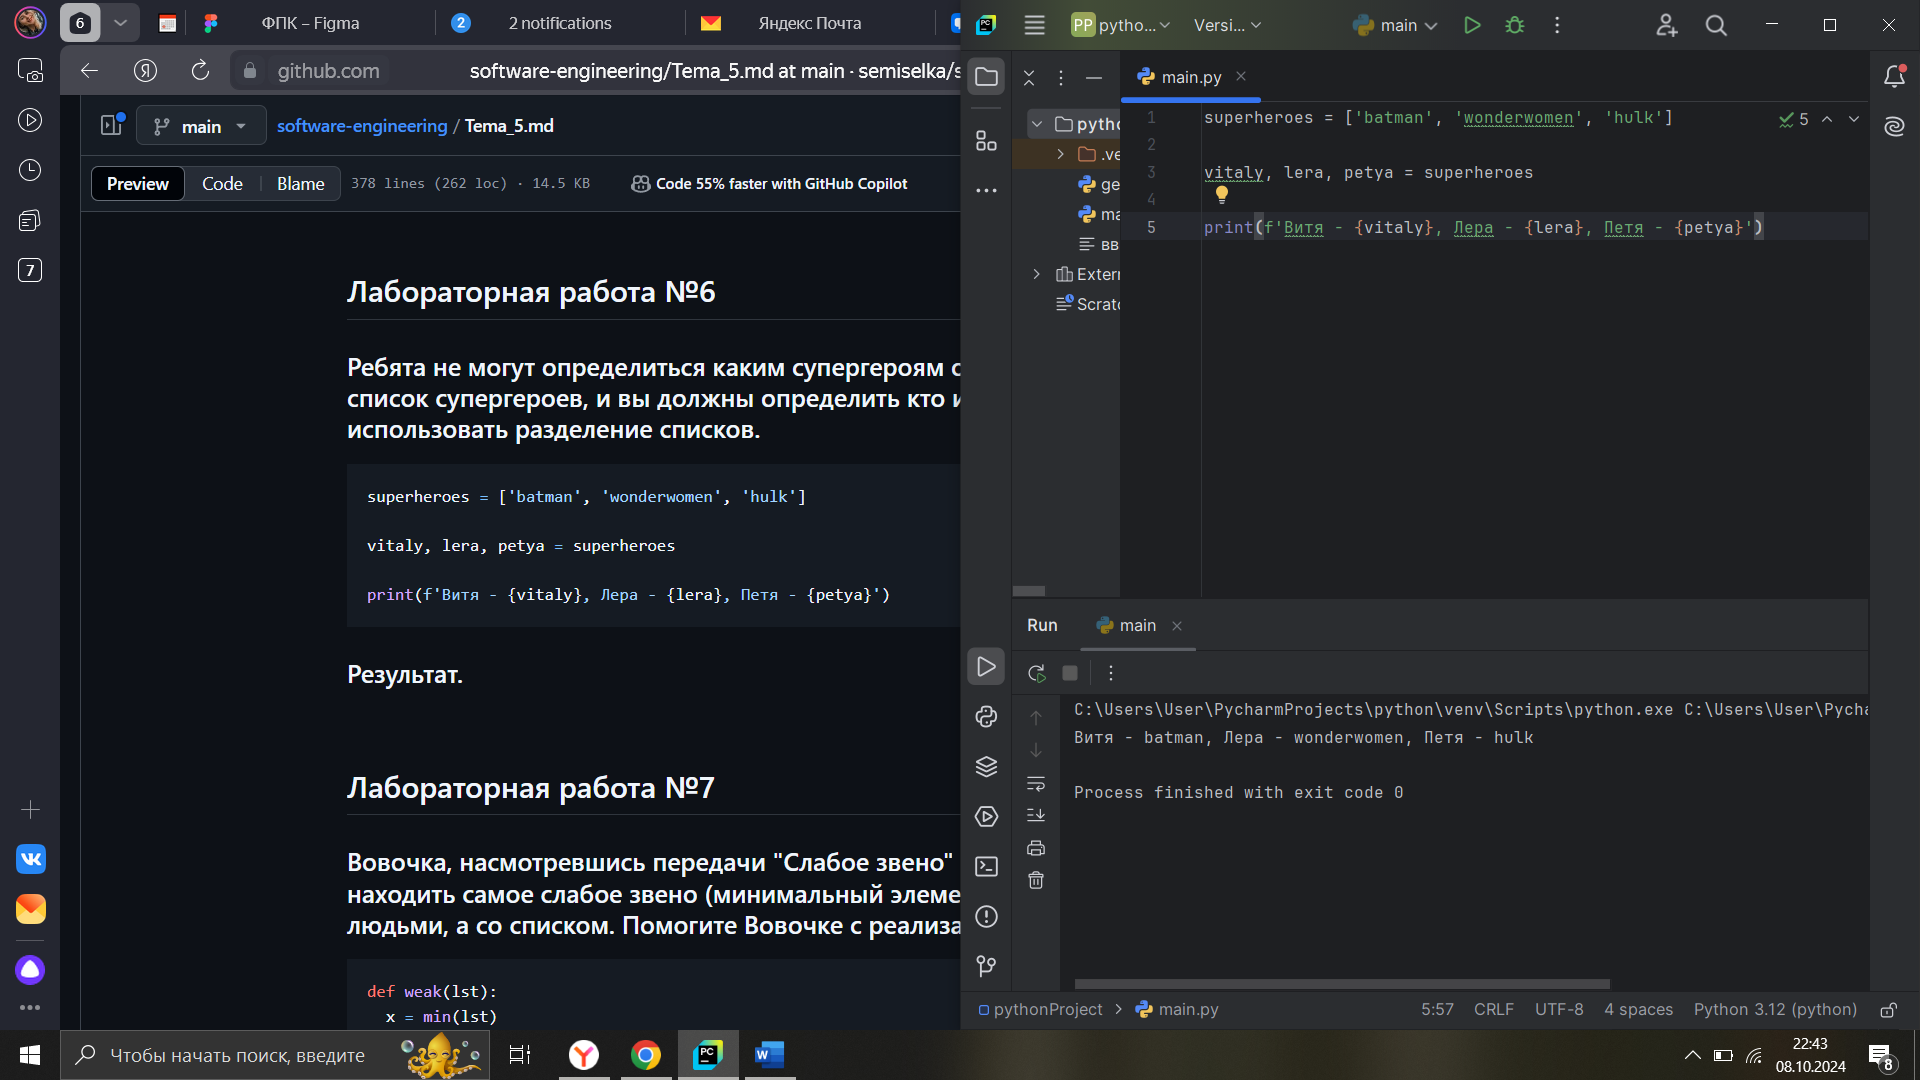 6
ФПК – Figma
2
2 notifications
Яндекс Почта
github.com
software-engineering/Tema_5.md at main · semiselka/s
main
software-engineering / Tema_5.md
Preview
Code
Blame
378 lines (262 loc) · 14.5 KB
Code 55% faster with GitHub Copilot
7
Лабораторная работа №6
Ребята не могут определиться каким супергероям
список супергероев, и вы должны определить кто
использовать разделение списков.
superheroes = ['batman', 'wonderwomen', 'hulk']
vitaly, lera, petya = superheroes
print(f'Витя - {vitaly}, Лера - {lera}, Петя - {petya}')
Результат.
Лабораторная работа №7
Вовочка, насмотревшись передачи "Слабое звено"
находить самое слабое звено (минимальный элеме
людьми, а со списком. Помогите Вовочке с реализа
def weak(lst):
x = min(lst)
PC
PP
pytho...
Versi...
main
main.py
pytho
.ve
ge
ma
вв
Exterr
Scratc
1
2
3
4
5
superheroes = ['batman', 'wonderwomen', 'hulk']
5
vitaly, lera, petya = superheroes
print(f'Витя - {vitaly}, Лера - {lera}, Петя - {petya}')
Run
main
C:\Users\User\PycharmProjects\python\venv\Scripts\python.exe C:\Users\User\Pycha
Витя - batman, Лера - wonderwomen, Петя - hulk
Process finished with exit code 0
pythonProject
main.py
5:57
CRLF
UTF-8
4 spaces
Python 3.12 (python)
Чтобы начать поиск, введите
PC
W
22:43
08.10.2024
8